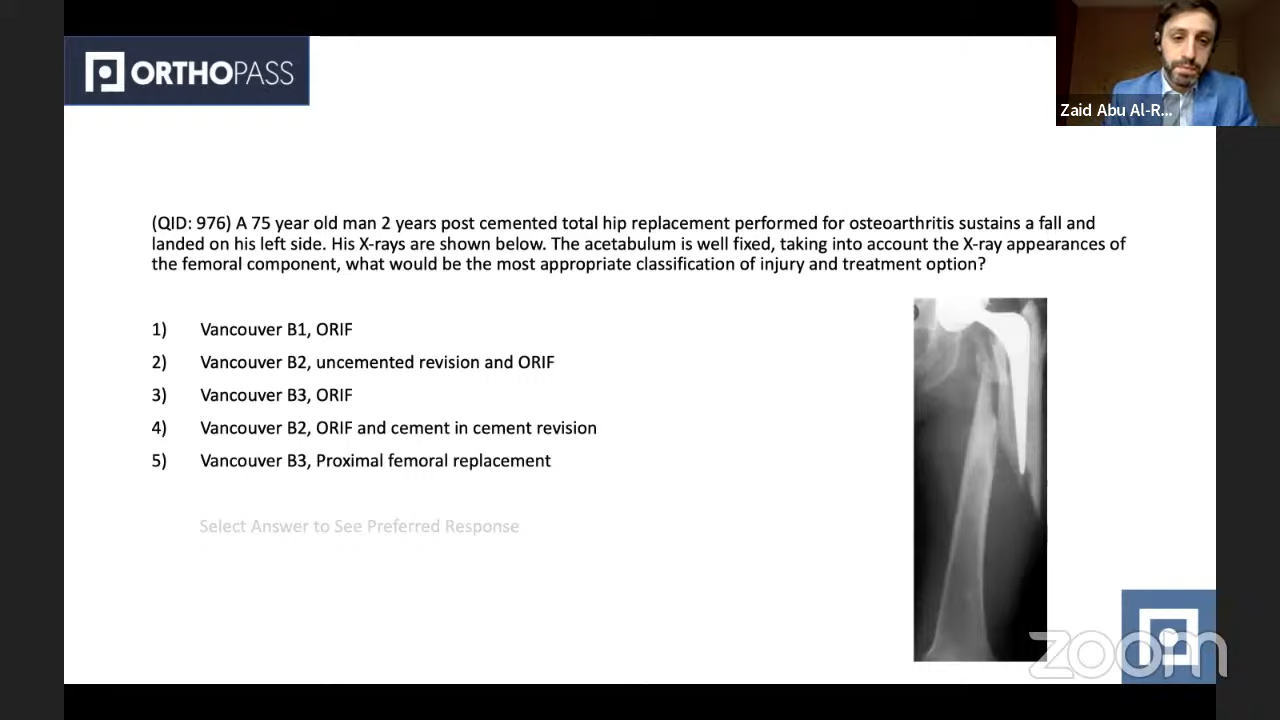 ORTHOPASS
Zaid Abu Al-R...
(QID: 976) A 75 year old man 2 years post cemented total hip replacement performed for osteoarthritis sustains a fall and
landed on his left side. His X-rays are shown below. The acetabulum is well fixed, taking into account the X-ray appearances of
the femoral component, what would be the most appropriate classification of injury and treatment option?
1) Vancouver B1, ORIF
2) Vancouver B2, uncemented revision and ORIF
3) Vancouver B3, ORIF
4) Vancouver B2, ORIF and cement in cement revision
5) Vancouver B3, Proximal femoral replacement
Select Answer to See Preferred Response
zoom